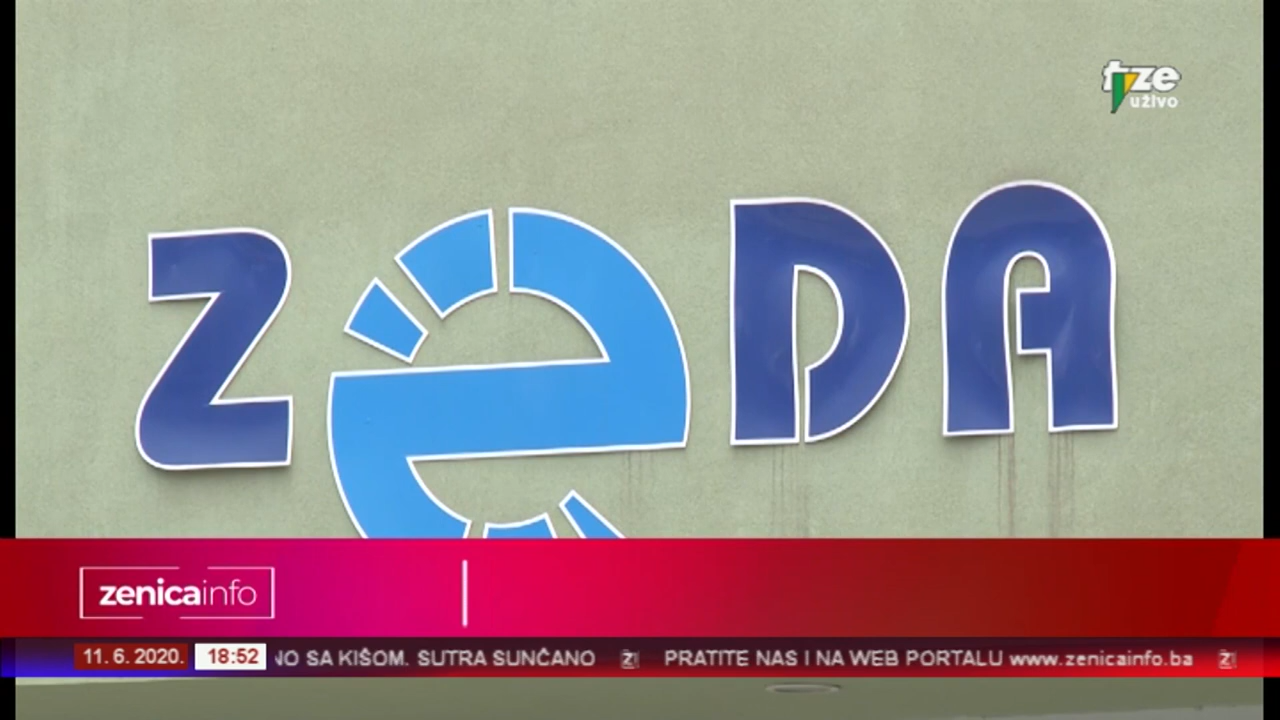 tvze
uživo
ZeDA
zenicainfo
11. 6. 2020. 18:52 NO SA KIŠOM. SUTRA SUNČANO PRATITE NAS I NA WEB PORTALU www.zenicainfo.ba